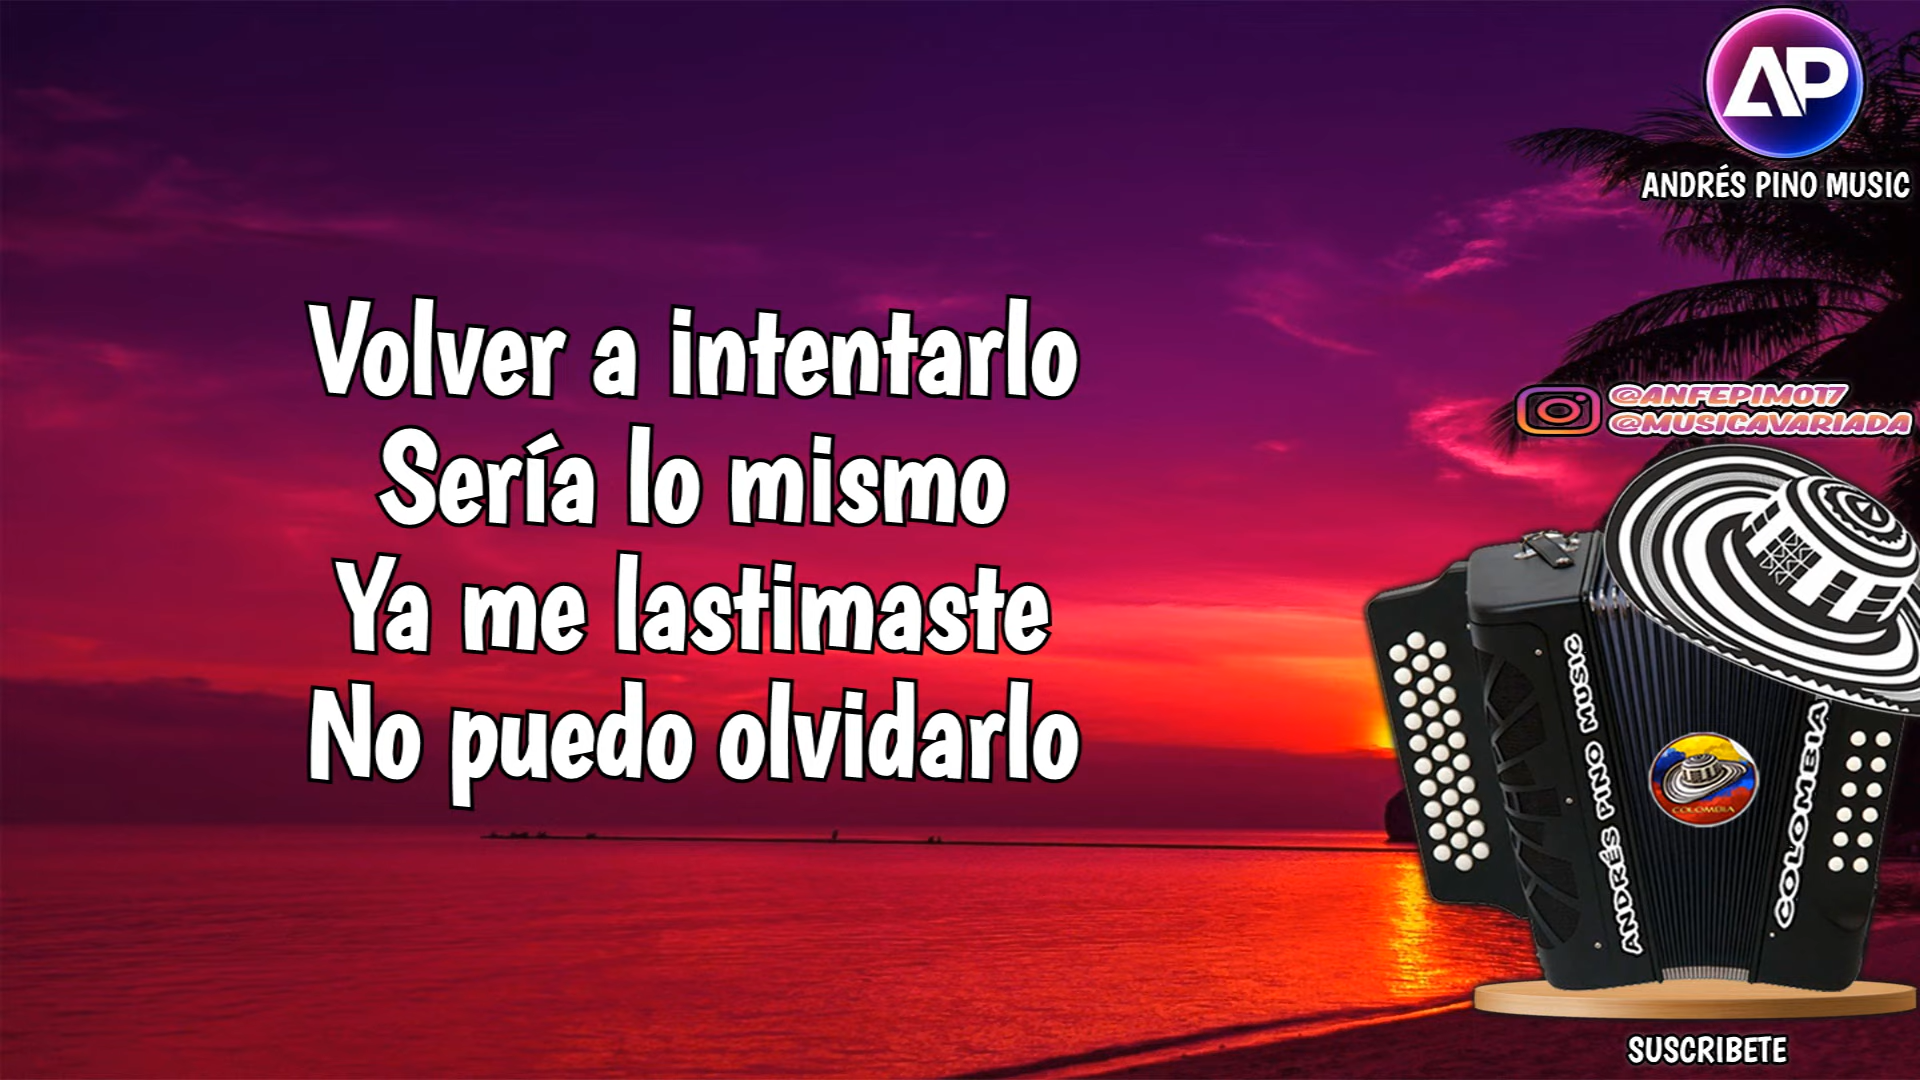 AP
ANDRÉS PINO MUSIC
Volver a intentarlo
Sería lo mismo
Ya me lastimaste
No puedo olvidarlo
@ANFEPIMO17
@MUSICAVARIADA
ANDRÉS PINO MUSIC
COLOMBIA
COLOMBIA
SUSCRIBETE